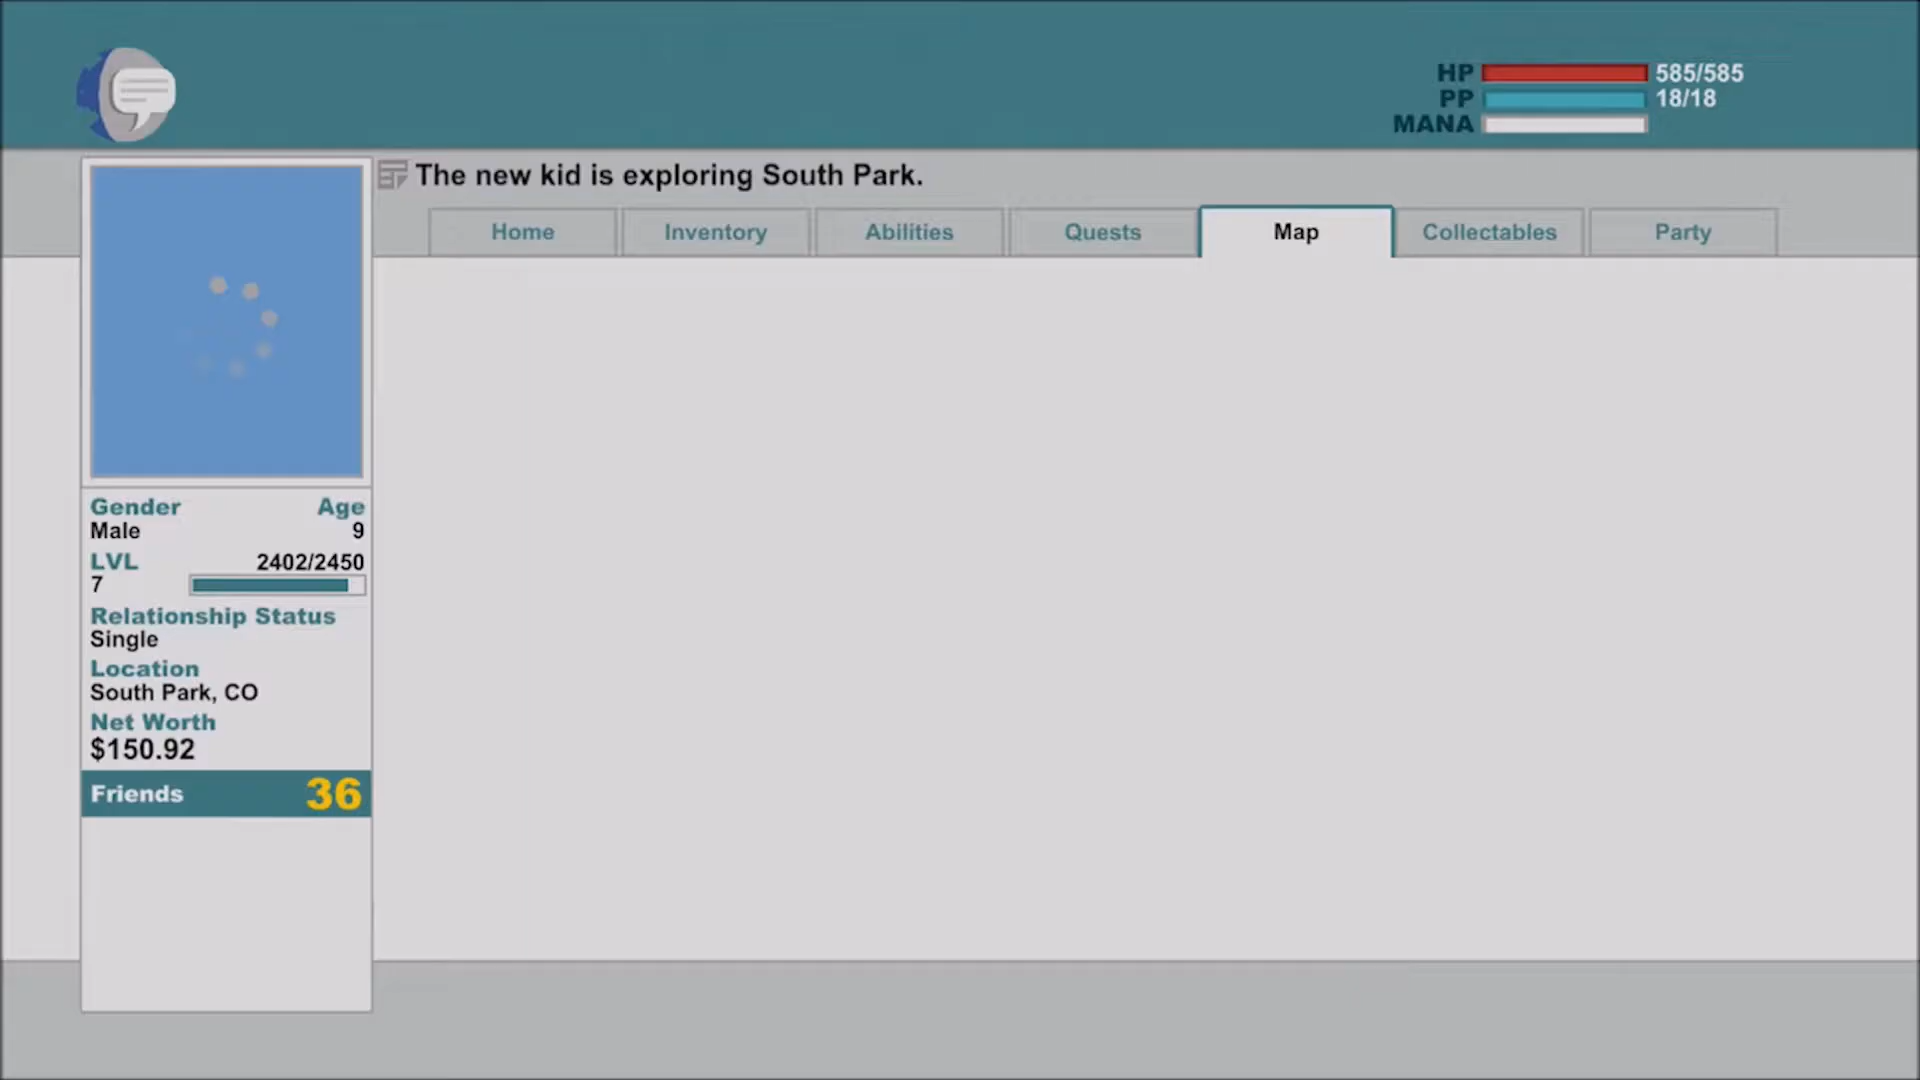 HP 585/585
PP 18/18
MANA
The new kid is exploring South Park.
Home Inventory Abilities Quests Map Collectables Party
Gender Age
Male 9
LVL 2402/2450
7
Relationship Status
Single
Location
South Park, CO
Net Worth
$150.92
Friends 36